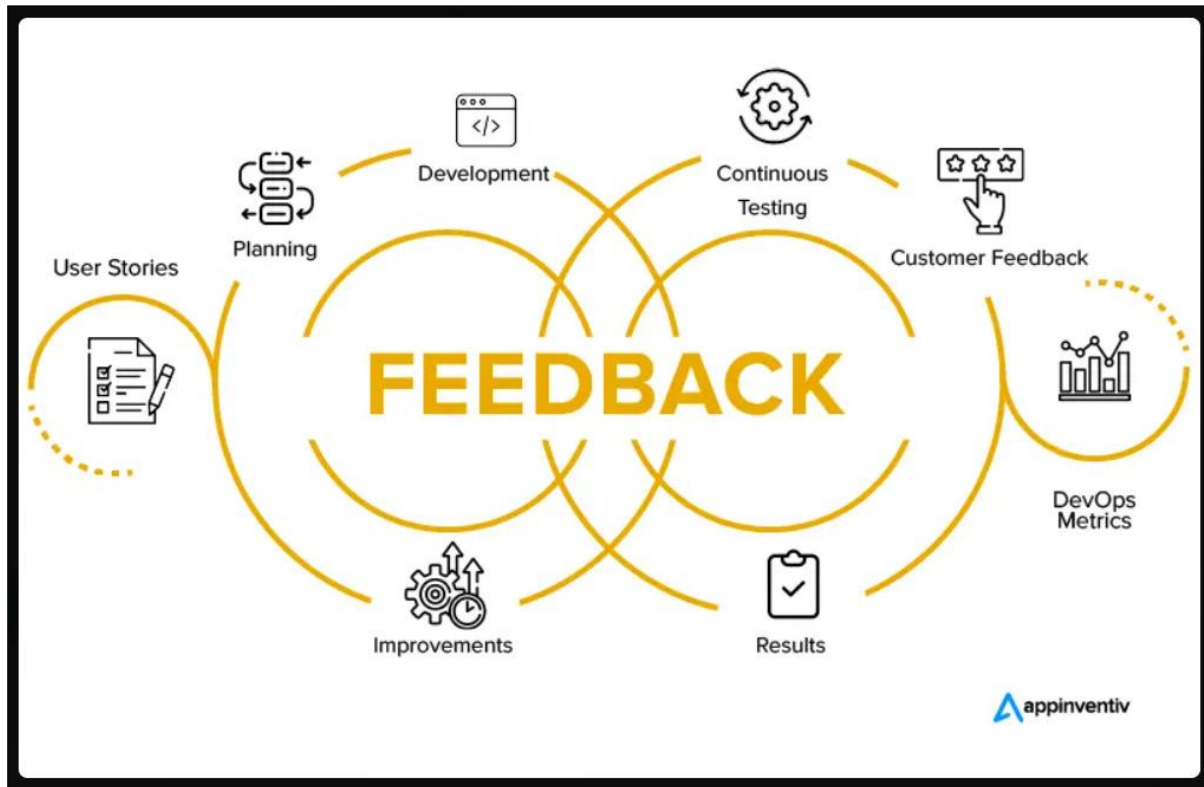 Development
Continuous
Testing
Planning
Customer Feedback
User Stories
FEEDBACK
DevOps
Metrics
Improvements
Results
appinventiv